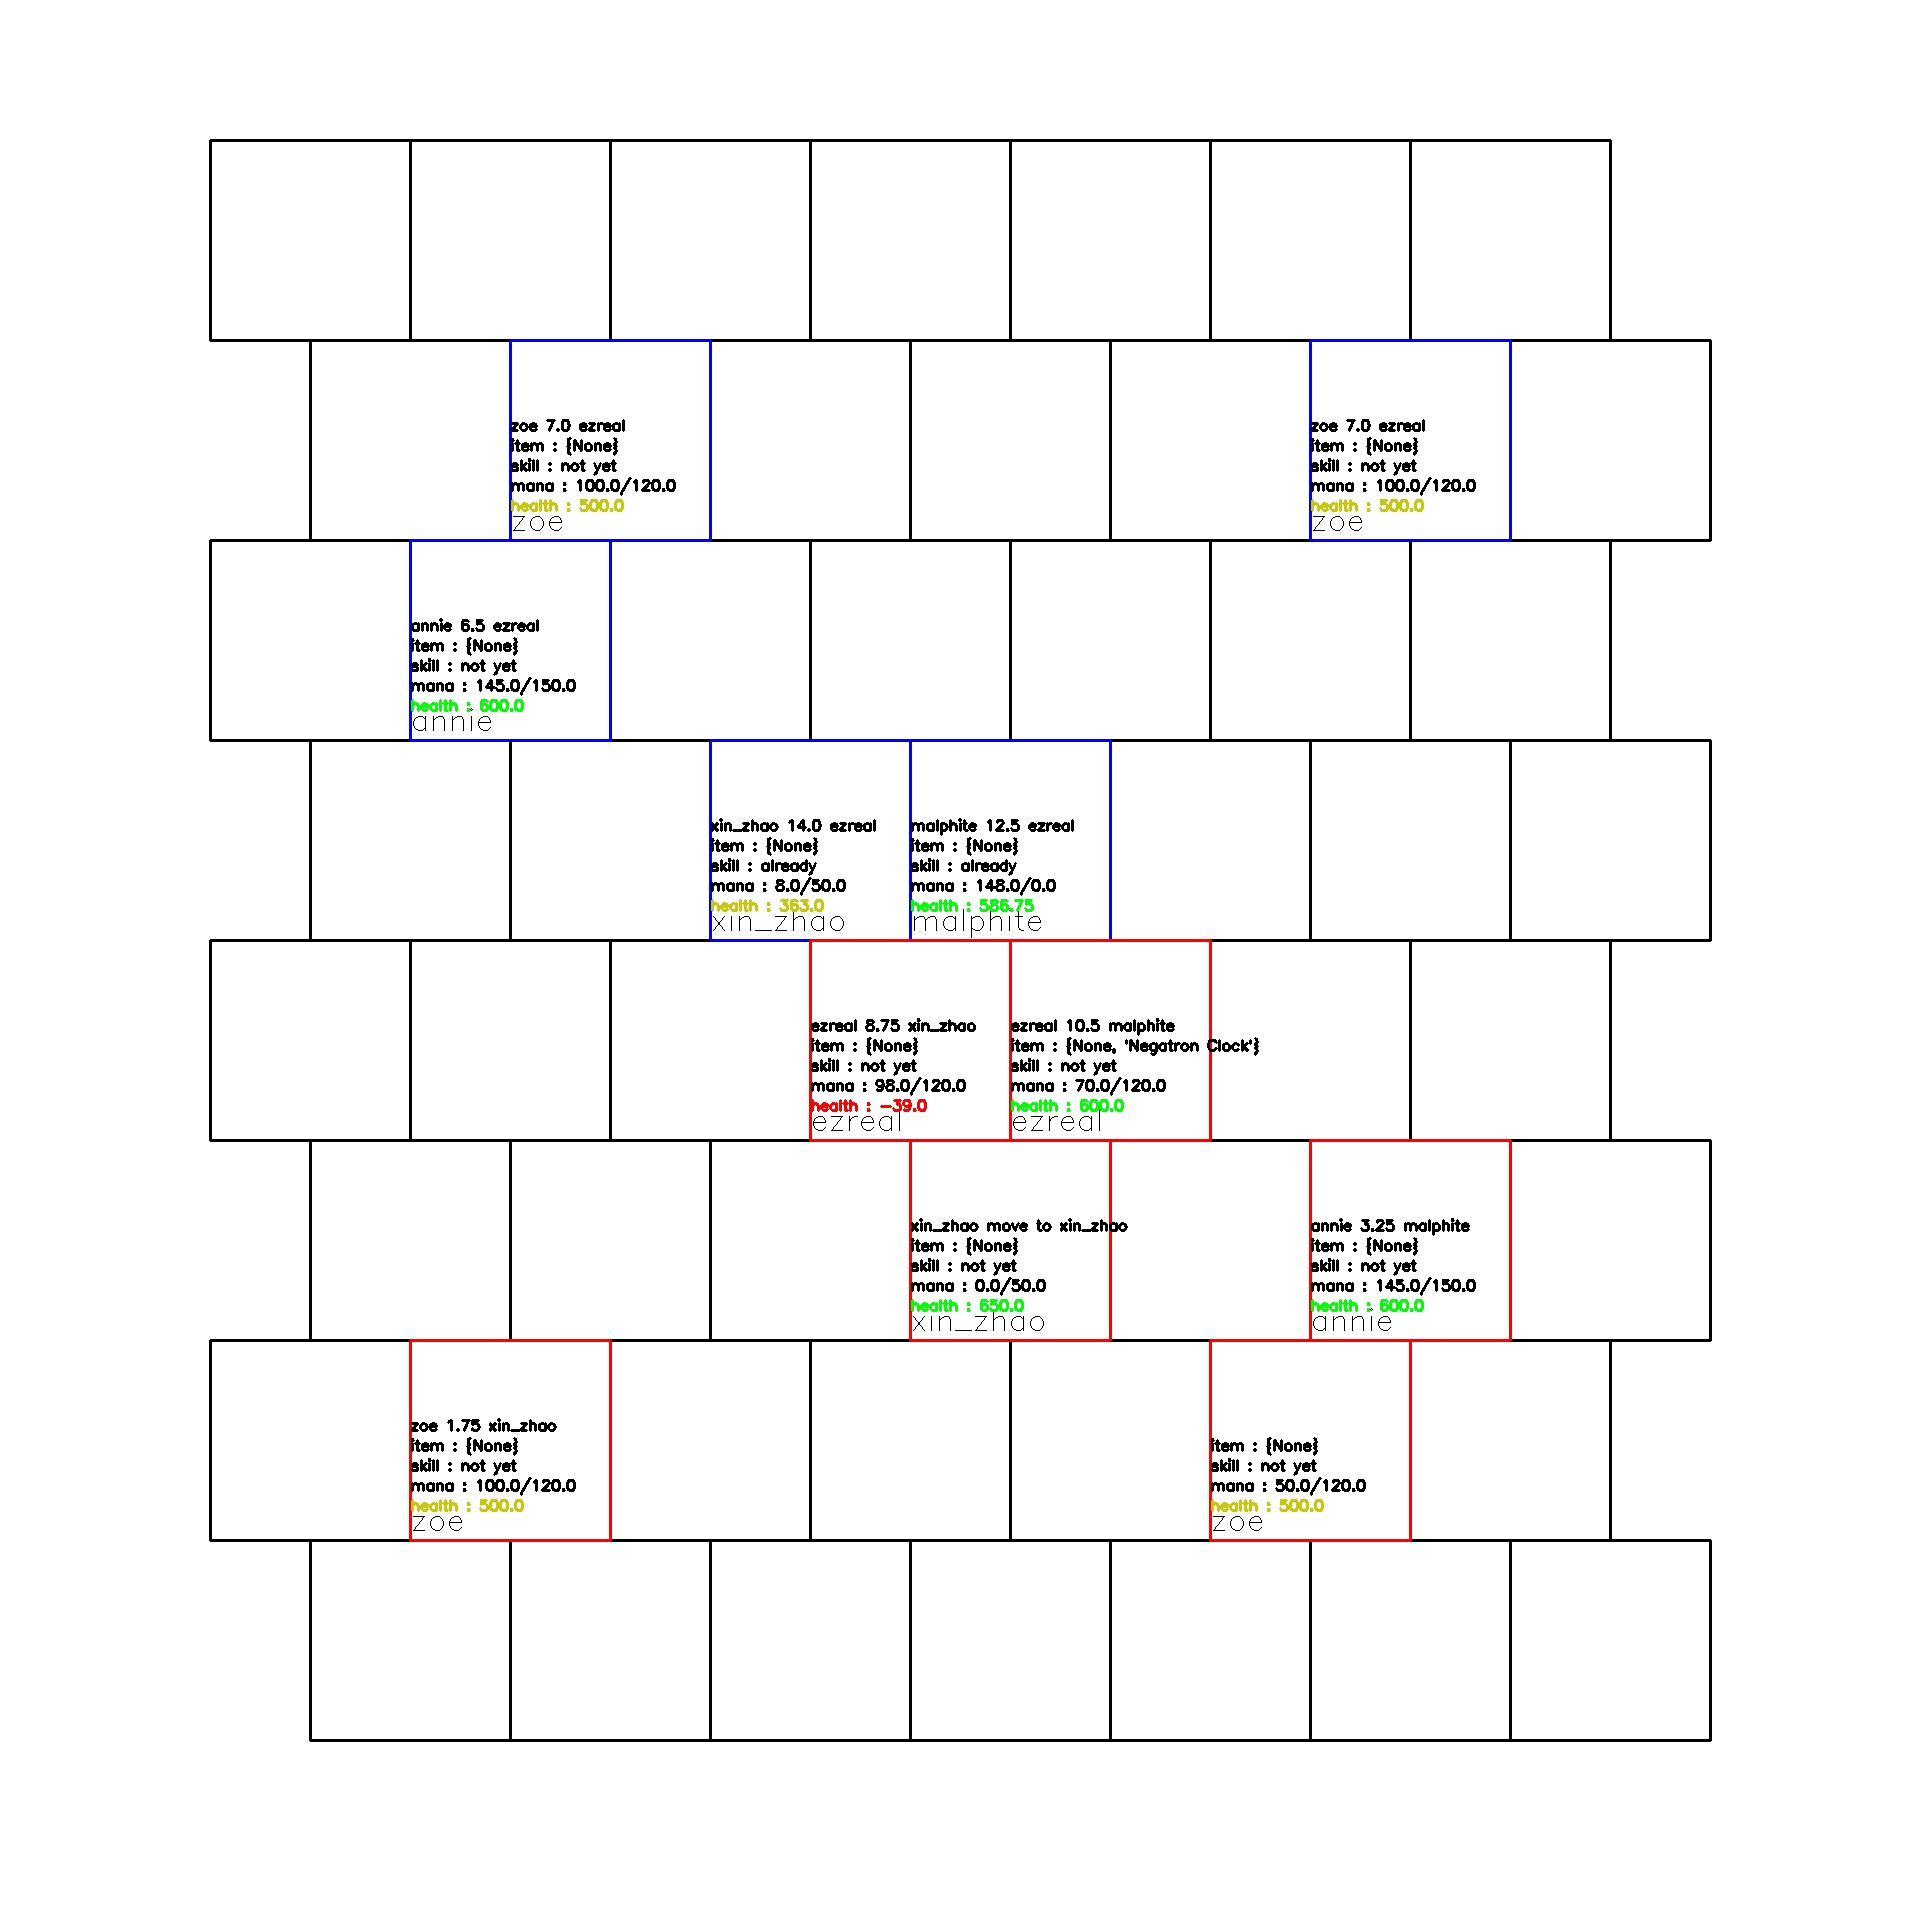 zoe 7.0 ezreal
item : {None}
skill : not yet
mana : 100.0/120.0
health : 500.0
zoe
zoe 7.0 ezreal
item : {None}
skill : not yet
mana : 100.0/120.0
health : 500.0
zoe
annie 6.5 ezreal
item : {None}
skill : not yet
mana : 145.0/150.0
health : 600.0
annie
xin_zhao 14.0 ezreal
item : {None}
skill : already
mana : 8.0/50.0
health : 363.0
xin_zhao
malphite 12.5 ezreal
item : {None}
skill : already
mana : 148.0/0.0
health : 586.75
malphite
ezreal 8.75 xin_zhao
item : {None}
skill : not yet
mana : 98.0/120.0
health : -39.0
ezreal
ezreal 10.5 malphite
item : {None, 'Negatron Clock'}
skill : not yet
mana : 70.0/120.0
health : 600.0
ezreal
xin_zhao move to xin_zhao
item : {None}
skill : not yet
mana : 0.0/50.0
health : 650.0
xin_zhao
annie 3.25 malphite
item : {None}
skill : not yet
mana : 145.0/150.0
health : 600.0
annie
zoe 1.75 xin_zhao
item : {None}
skill : not yet
mana : 100.0/120.0
health : 500.0
zoe
item : {None}
skill : not yet
mana : 50.0/120.0
health : 500.0
zoe